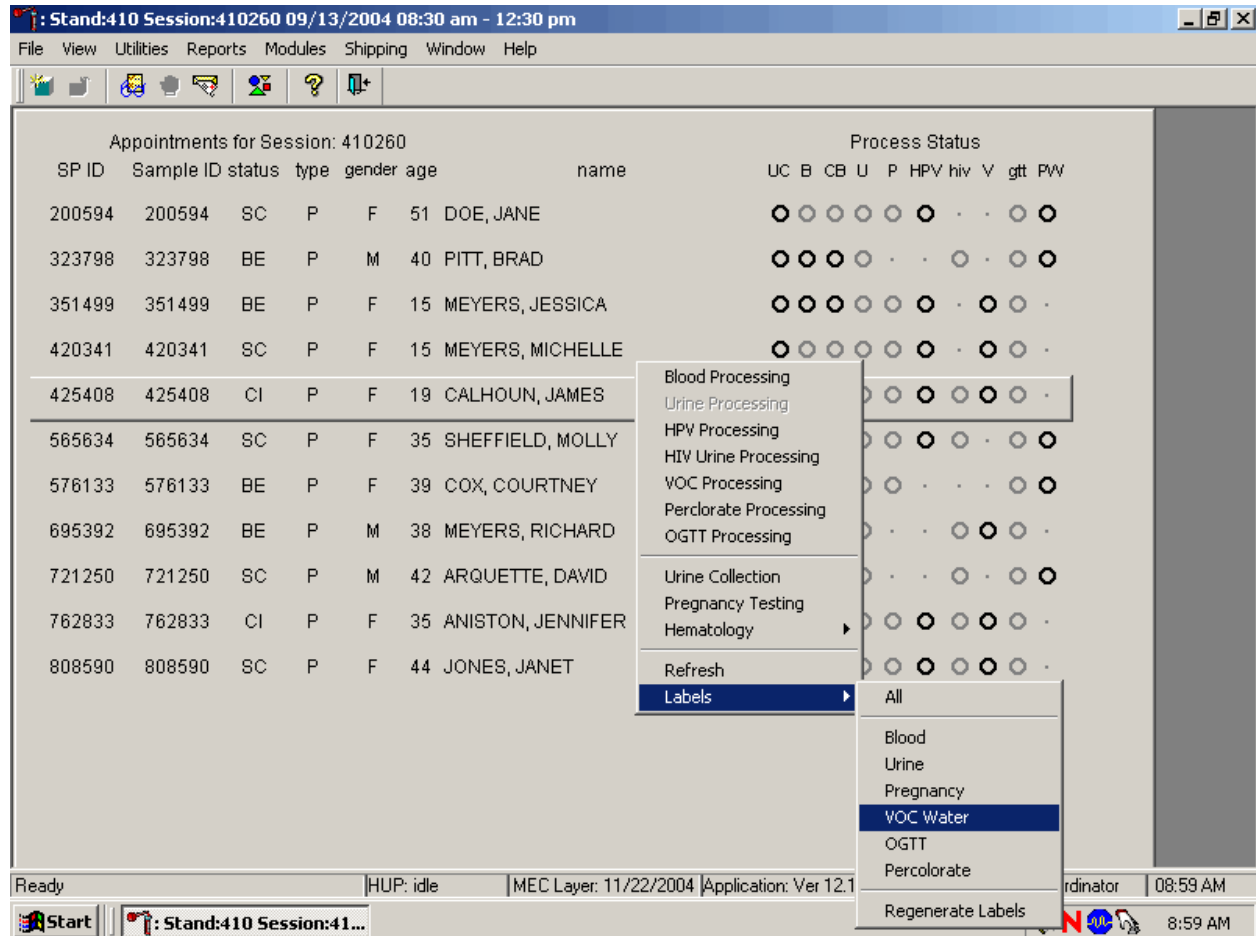 : Stand:410 Session:410260 09/13/2004 08:30 am - 12:30 pm
File View Utilities Reports Modules Shipping Window Help
Appointments for Session: 410260 Process Status
SP ID Sample ID status type gender age name UC B CB U P HPV hiv V gtt PW
200594 200594 SC P F 51 DOE, JANE
323798 323798 BE P M 40 PITT, BRAD
351499 351499 BE P F 15 MEYERS, JESSICA
420341 420341 SC P F 15 MEYERS, MICHELLE
425408 425408 CI P F 19 CALHOUN, JAMES
565634 565634 SC P F 35 SHEFFIELD, MOLLY
576133 576133 BE P F 39 COX, COURTNEY
695392 695392 BE P M 38 MEYERS, RICHARD
721250 721250 SC P M 42 ARQUETTE, DAVID
762833 762833 CI P F 35 ANISTON, JENNIFER
808590 808590 SC P F 44 JONES, JANET
Blood Processing
Urine Processing
HPV Processing
HIV Urine Processing
VOC Processing
Perclorate Processing
OGTT Processing
Urine Collection
Pregnancy Testing
Hematology
Refresh
Labels
All
Blood
Urine
Pregnancy
VOC Water
OGTT
Percolorate
Regenerate Labels
Ready HUP: idle MEC Layer: 11/22/2004 Application: Ver 12.1 rdinator 08:59 AM
Start : Stand:410 Session:41... N 8:59 AM